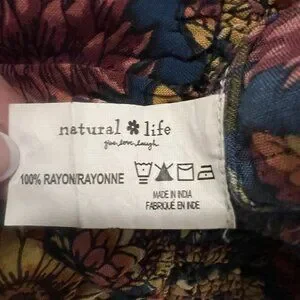 natural life
give. love. laugh.
100% RAYON/RAYONNE
MADE IN INDIA
FABRIQUÉ EN INDE